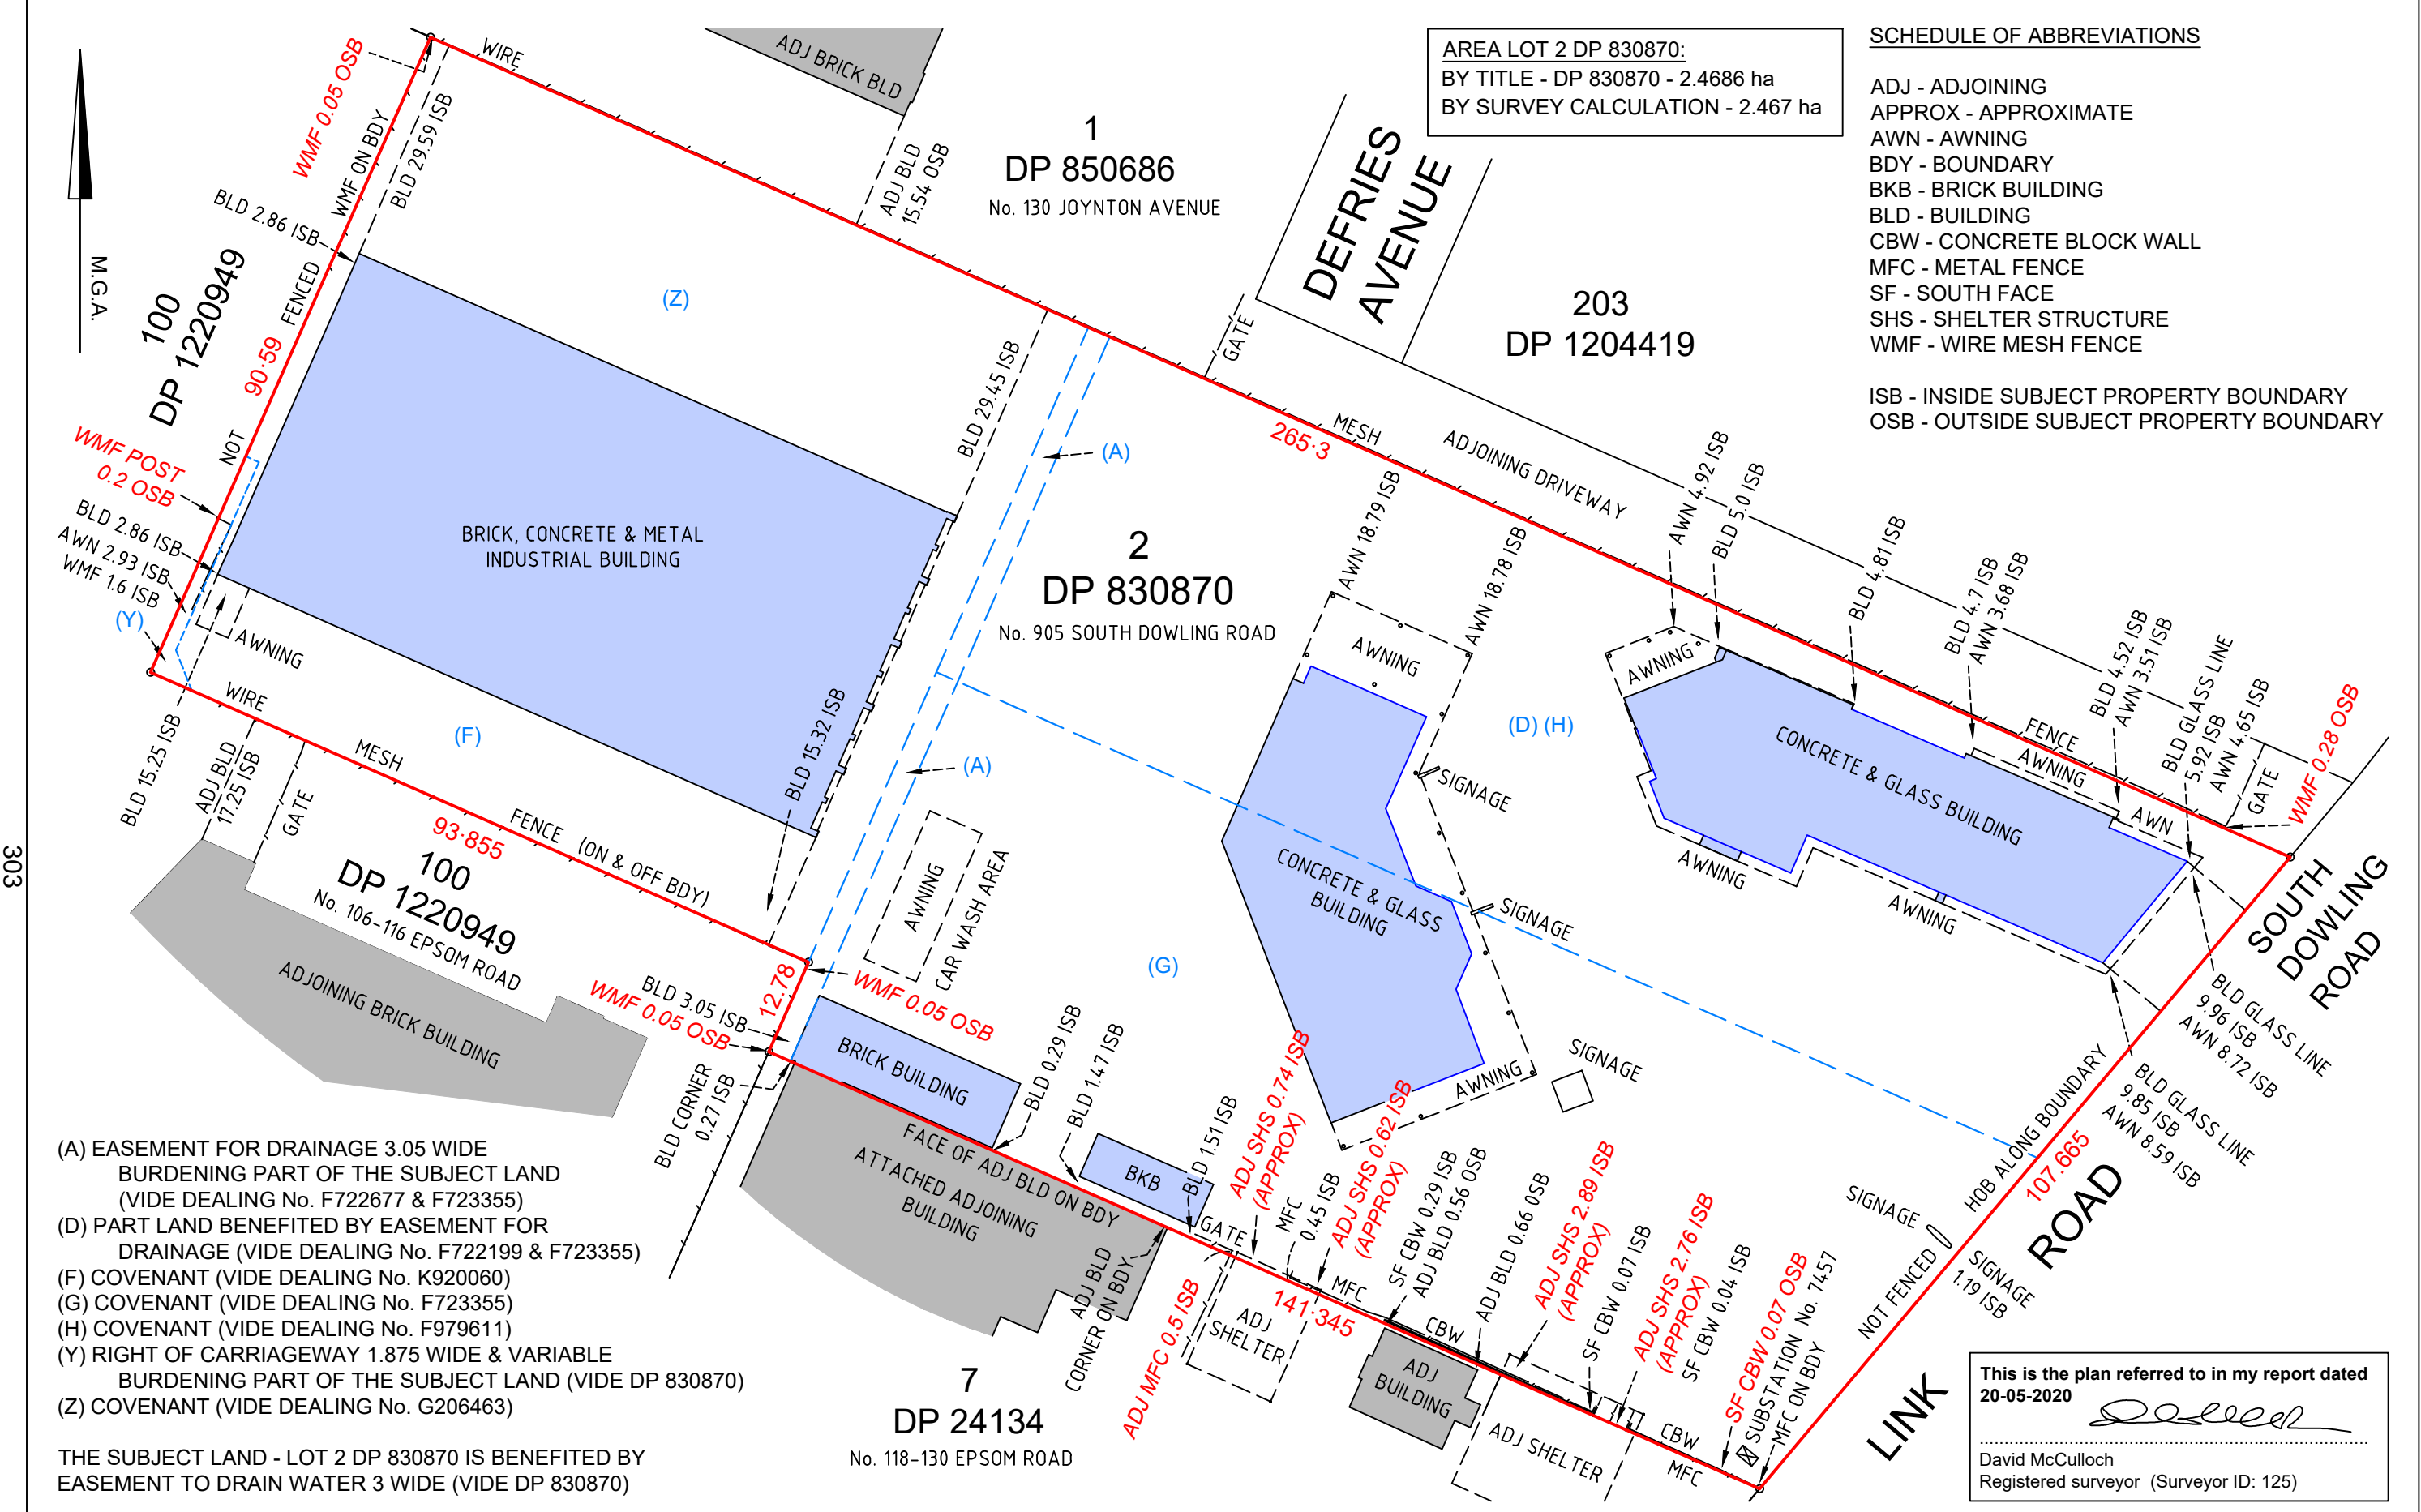 AREA LOT 2 DP 830870:
BY TITLE - DP 830870 - 2.4686 ha
BY SURVEY CALCULATION - 2.467 ha
SCHEDULE OF ABBREVIATIONS
ADJ - ADJOINING
APPROX - APPROXIMATE
AWN - AWNING
BDY - BOUNDARY
BKB - BRICK BUILDING
BLD - BUILDING
CBW - CONCRETE BLOCK WALL
MFC - METAL FENCE
SF - SOUTH FACE
SHS - SHELTER STRUCTURE
WMF - WIRE MESH FENCE
ISB - INSIDE SUBJECT PROPERTY BOUNDARY
OSB - OUTSIDE SUBJECT PROPERTY BOUNDARY
M.G.A.
WMF 0.05 OSB
WIRE
ADJ BRICK BLD
WMF ON BDY
BLD 29.59 ISB
BLD 2.86 ISB
ADJ BLD
15.54 OSB
1
DP 850686
No. 130 JOYNTON AVENUE
DEFRIES
AVENUE
203
DP 1204419
100
DP 1220949
90·59
FENCED
NOT
(Z)
GATE
BLD 29.45 ISB
(A)
265·3
MESH
ADJOINING DRIVEWAY
WMF POST
0.2 OSB
BLD 2.86 ISB
AWN 2.93 ISB
WMF 1.6 ISB
(Y)
BRICK, CONCRETE & METAL
INDUSTRIAL BUILDING
AWNING
2
DP 830870
No. 905 SOUTH DOWLING ROAD
AWN 18.79 ISB
AWN 18.78 ISB
AWNING
AWN 4.92 ISB
BLD 5.0 ISB
BLD 4.81 ISB
BLD 4.7 ISB
AWN 3.68 ISB
BLD 4.52 ISB
AWN 3.51 ISB
BLD GLASS LINE
5.92 ISB
AWN 4.65 ISB
GATE
WMF 0.28 OSB
AWNING
CONCRETE & GLASS BUILDING
FENCE
AWNING
AWN
AWNING
AWNING
(D) (H)
SIGNAGE
SIGNAGE
WIRE
MESH
(F)
BLD 15.25 ISB
ADJ BLD
17.25 ISB
GATE
93·855
FENCE (ON & OFF BDY)
BLD 15.32 ISB
(A)
AWNING
CAR WASH AREA
100
DP 1220949
No. 106-116 EPSOM ROAD
ADJOINING BRICK BUILDING
CONCRETE & GLASS
BUILDING
(G)
SOUTH
DOWLING
ROAD
BLD GLASS LINE
9.96 ISB
AWN 8.72 ISB
BLD GLASS LINE
9.85 ISB
AWN 8.59 ISB
12.78
WMF 0.05 OSB
BLD 3.05 ISB
WMF 0.05 OSB
BLD CORNER
0.27 ISB
BRICK BUILDING
BLD 0.29 ISB
BLD 1.47 ISB
FACE OF ADJ BLD ON BDY
ATTACHED ADJOINING
BUILDING
BKB
BLD 1.51 ISB
GATE
ADJ SHS 0.74 ISB
(APPROX)
MFC
0.45 ISB
ADJ SHS 0.62 ISB
(APPROX)
AWNING
SIGNAGE
MFC
SF CBW 0.29 ISB
ADJ BLD 0.56 OSB
ADJ BLD 0.66 OSB
ADJ SHS 2.89 ISB
(APPROX)
SF CBW 0.07 ISB
ADJ SHS 2.76 ISB
(APPROX)
SF CBW 0.04 ISB
SF CBW 0.07 OSB
SUBSTATION No. 7457
MFC ON BDY
HOB ALONG BOUNDARY
107.665
SIGNAGE
NOT FENCED
SIGNAGE
1.19 ISB
LINK
ROAD
ADJ BLD
CORNER ON BDY
ADJ MFC 0.5 ISB
ADJ
SHELTER
141·345
CBW
ADJ
BUILDING
ADJ SHELTER
CBW
MFC
7
DP 24134
No. 118-130 EPSOM ROAD
(A) EASEMENT FOR DRAINAGE 3.05 WIDE
BURDENING PART OF THE SUBJECT LAND
(VIDE DEALING No. F722677 & F723355)
(D) PART LAND BENEFITED BY EASEMENT FOR
DRAINAGE (VIDE DEALING No. F722199 & F723355)
(F) COVENANT (VIDE DEALING No. K920060)
(G) COVENANT (VIDE DEALING No. F723355)
(H) COVENANT (VIDE DEALING No. F979611)
(Y) RIGHT OF CARRIAGEWAY 1.875 WIDE & VARIABLE
BURDENING PART OF THE SUBJECT LAND (VIDE DP 830870)
(Z) COVENANT (VIDE DEALING No. G206463)
THE SUBJECT LAND - LOT 2 DP 830870 IS BENEFITED BY
EASEMENT TO DRAIN WATER 3 WIDE (VIDE DP 830870)
This is the plan referred to in my report dated
20-05-2020
David McCulloch
Registered surveyor (Surveyor ID: 125)
303